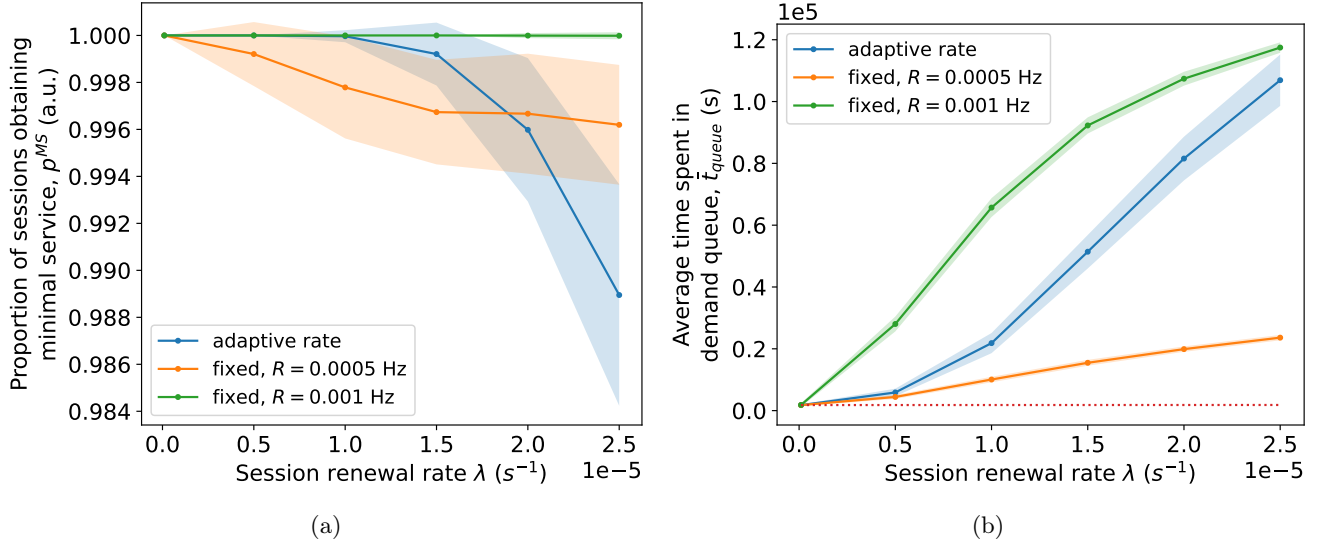 Proportion of sessions obtaining
minimal service, p^{MS} (a.u.)
1.000
0.998
0.996
0.994
0.992
0.990
0.988
0.986
0.984
adaptive rate
fixed, R = 0.0005 Hz
fixed, R = 0.001 Hz
0.0 0.5 1.0 1.5 2.0 2.5
1e−5
Session renewal rate λ (s^{−1})
(a)
1e5
Average time spent in
demand queue, t̄_{queue} (s)
1.2
1.0
0.8
0.6
0.4
0.2
0.0
adaptive rate
fixed, R = 0.0005 Hz
fixed, R = 0.001 Hz
0.0 0.5 1.0 1.5 2.0 2.5
1e−5
Session renewal rate λ (s^{−1})
(b)